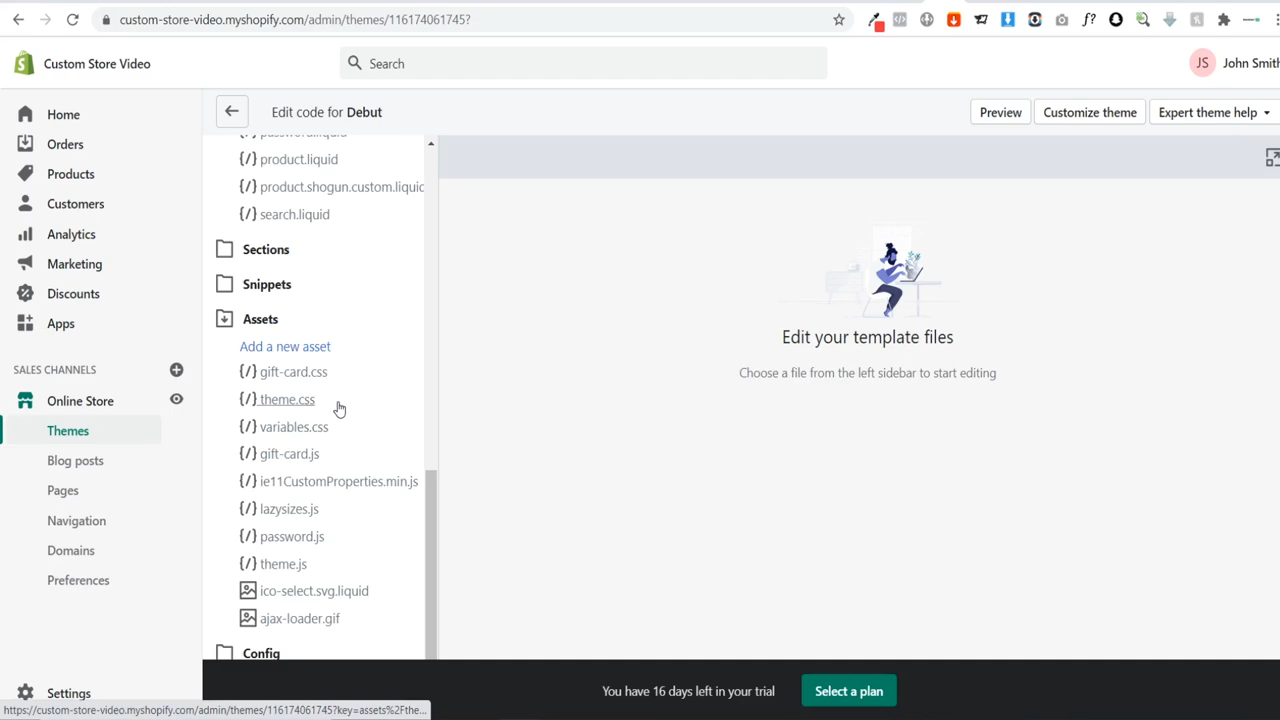 custom-store-video.myshopify.com/admin/themes/116174061745?
f?
Custom Store Video
Search
JS
John Smith
Home
Orders
Products
Customers
Analytics
Marketing
Discounts
Apps
SALES CHANNELS
Online Store
Themes
Blog posts
Pages
Navigation
Domains
Preferences
Settings
Edit code for Debut
Preview
Customize theme
Expert theme help
{/} password.liquid
{/} product.liquid
{/} product.shogun.custom.liquid
{/} search.liquid
Sections
Snippets
Assets
Add a new asset
{/} gift-card.css
{/} theme.css
{/} variables.css
{/} gift-card.js
{/} ie11CustomProperties.min.js
{/} lazysizes.js
{/} password.js
{/} theme.js
ico-select.svg.liquid
ajax-loader.gif
Config
Edit your template files
Choose a file from the left sidebar to start editing
You have 16 days left in your trial
Select a plan
https://custom-store-video.myshopify.com/admin/themes/116174061745?key=assets%2Fthe...